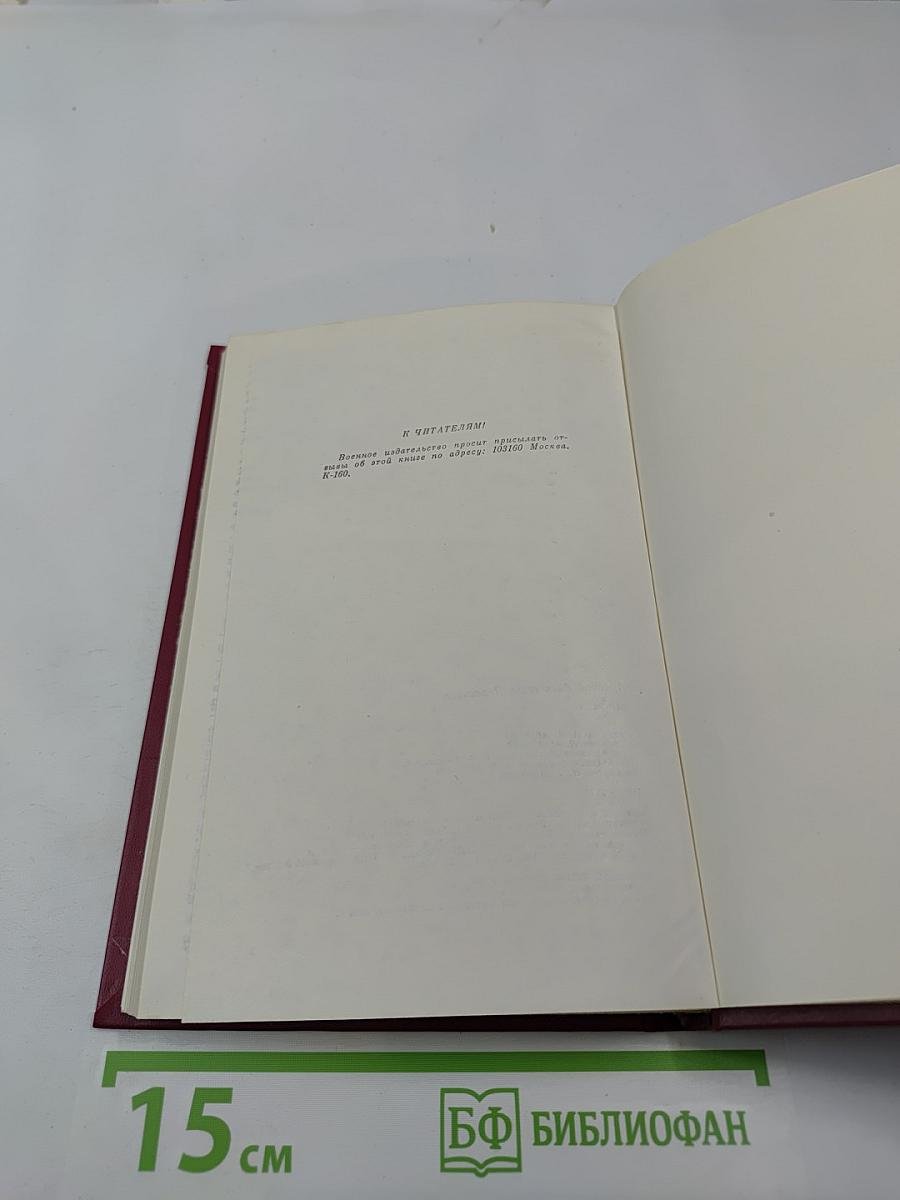 К ЧИТАТЕЛЯМ!
Военное издательство просит присылать от-
зывы об этой книге по адресу: 103160 Москва,
К-160.
15 см
БФ БИБЛИОФАН